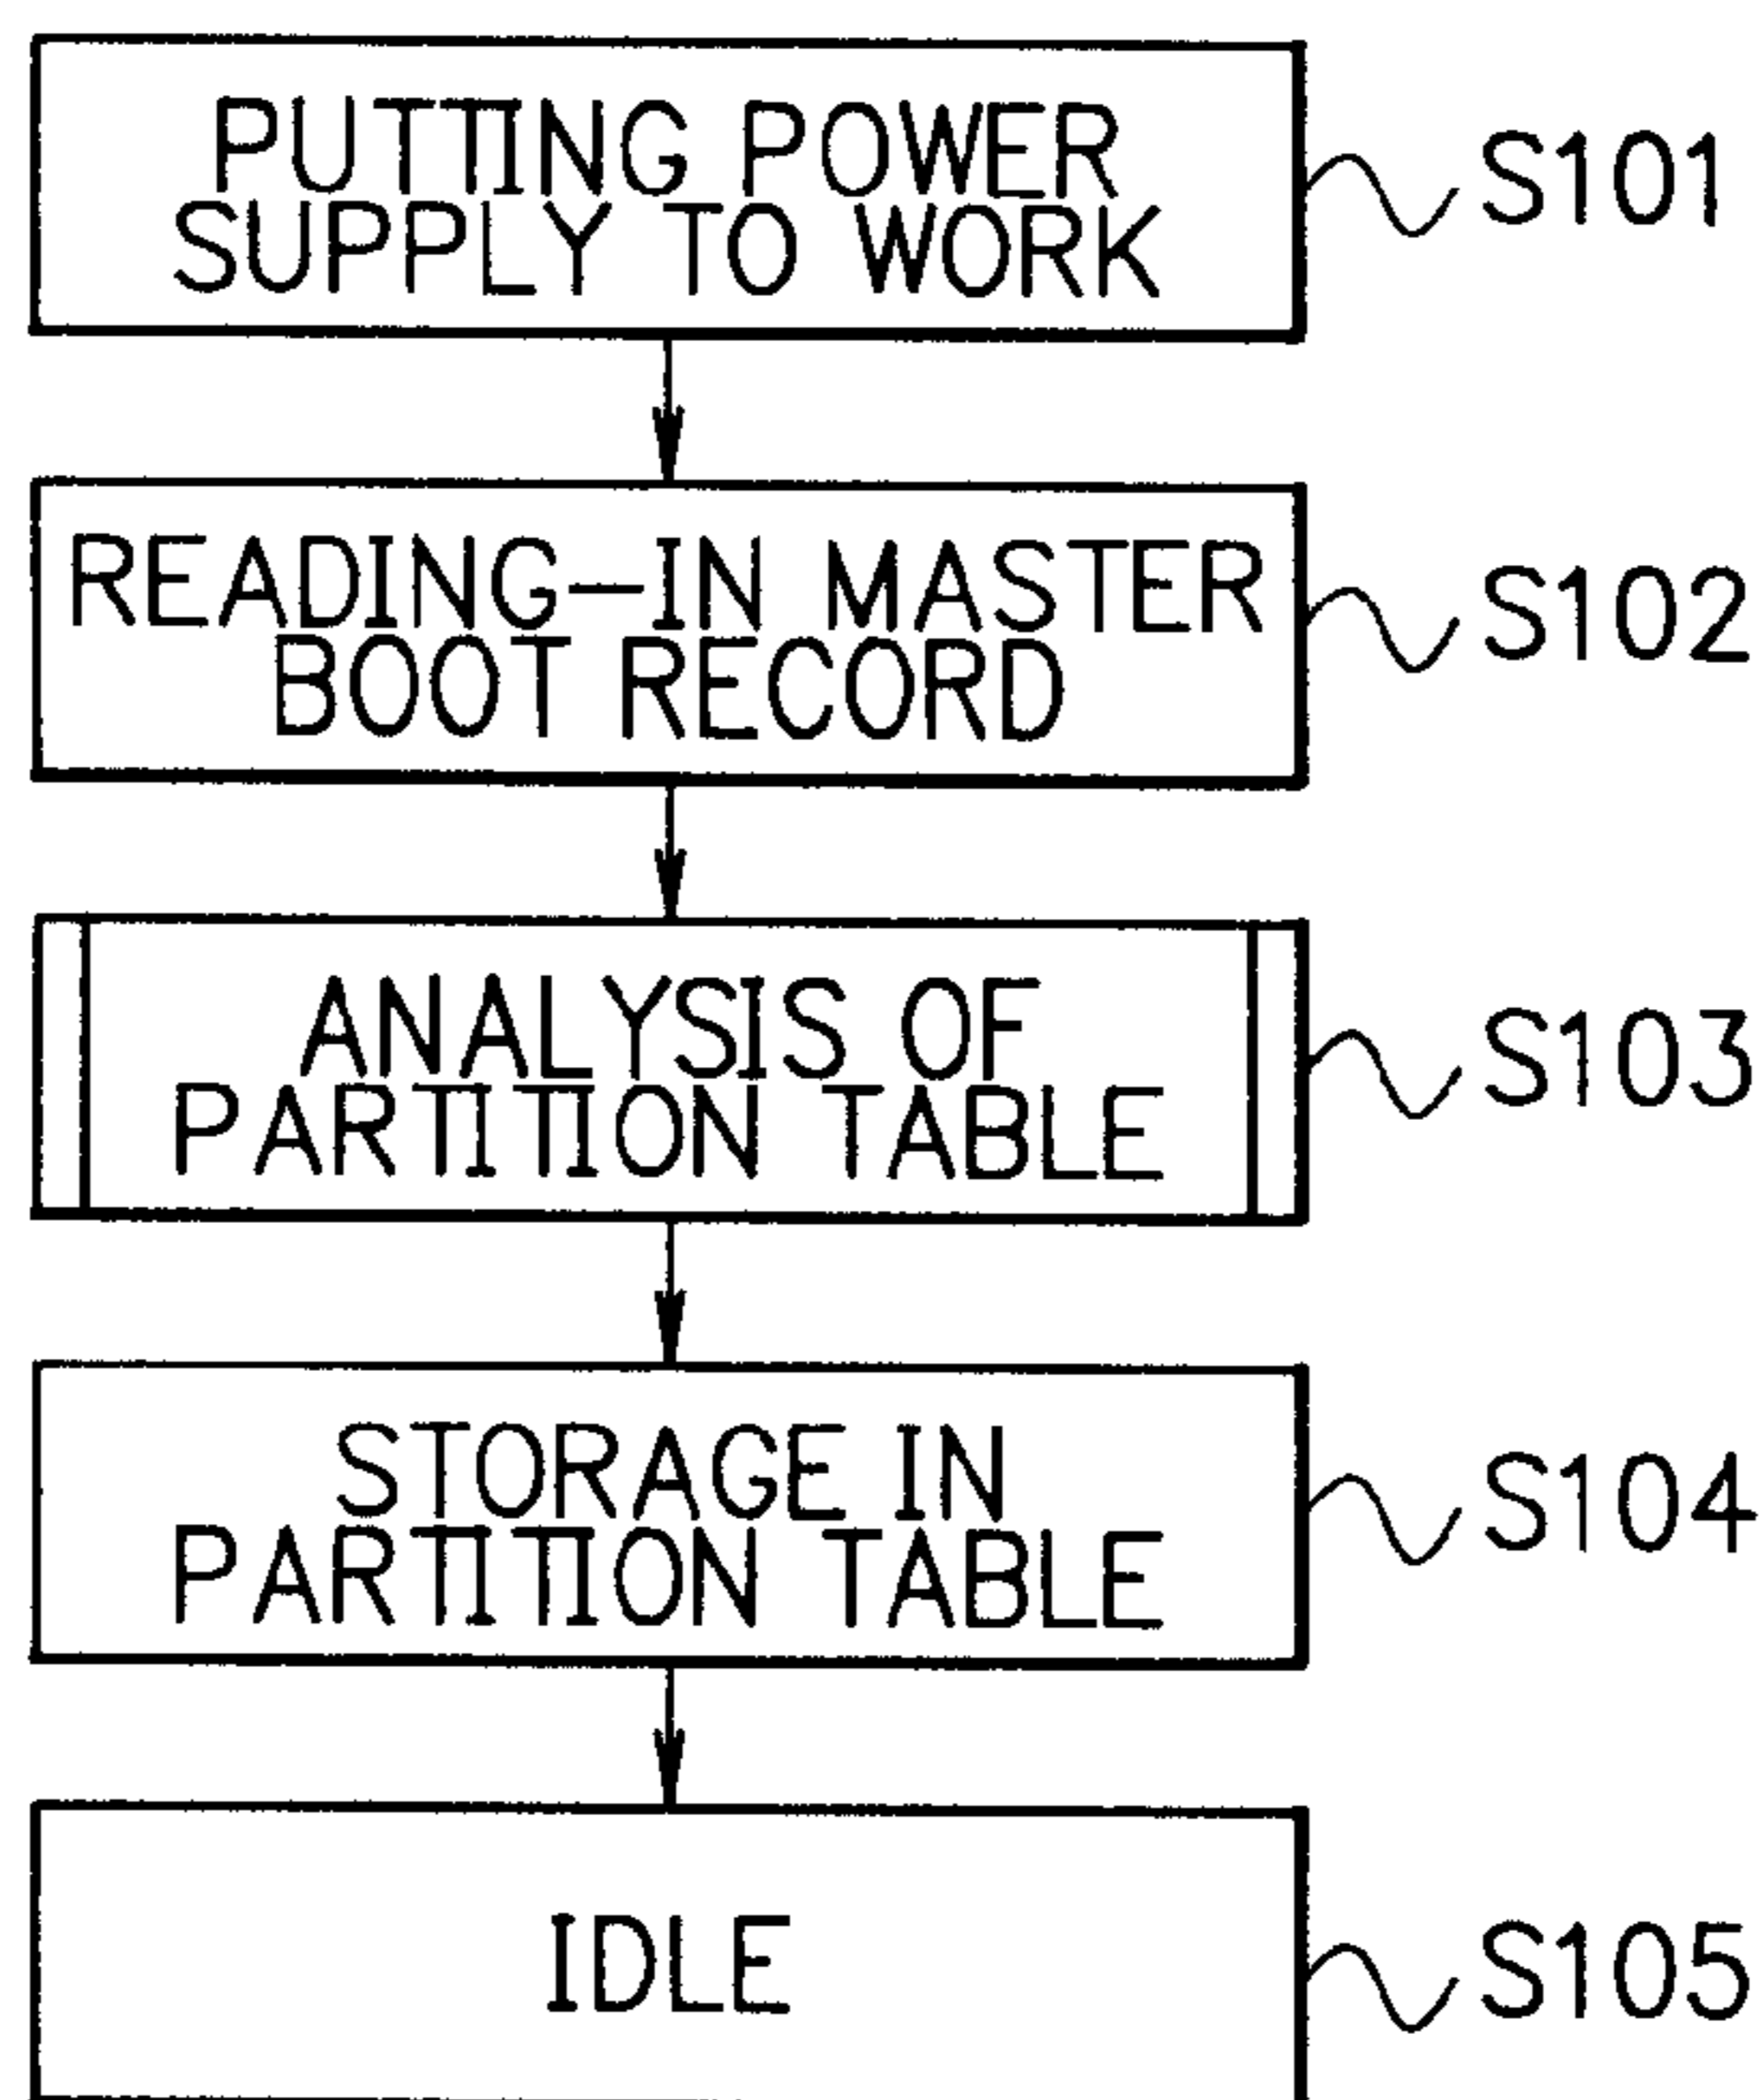 PUTTING POWER
SUPPLY TO WORK
S101
READING-IN MASTER
BOOT RECORD
S102
ANALYSIS OF
PARTITION TABLE
S103
STORAGE IN
PARTITION TABLE
S104
IDLE
S105